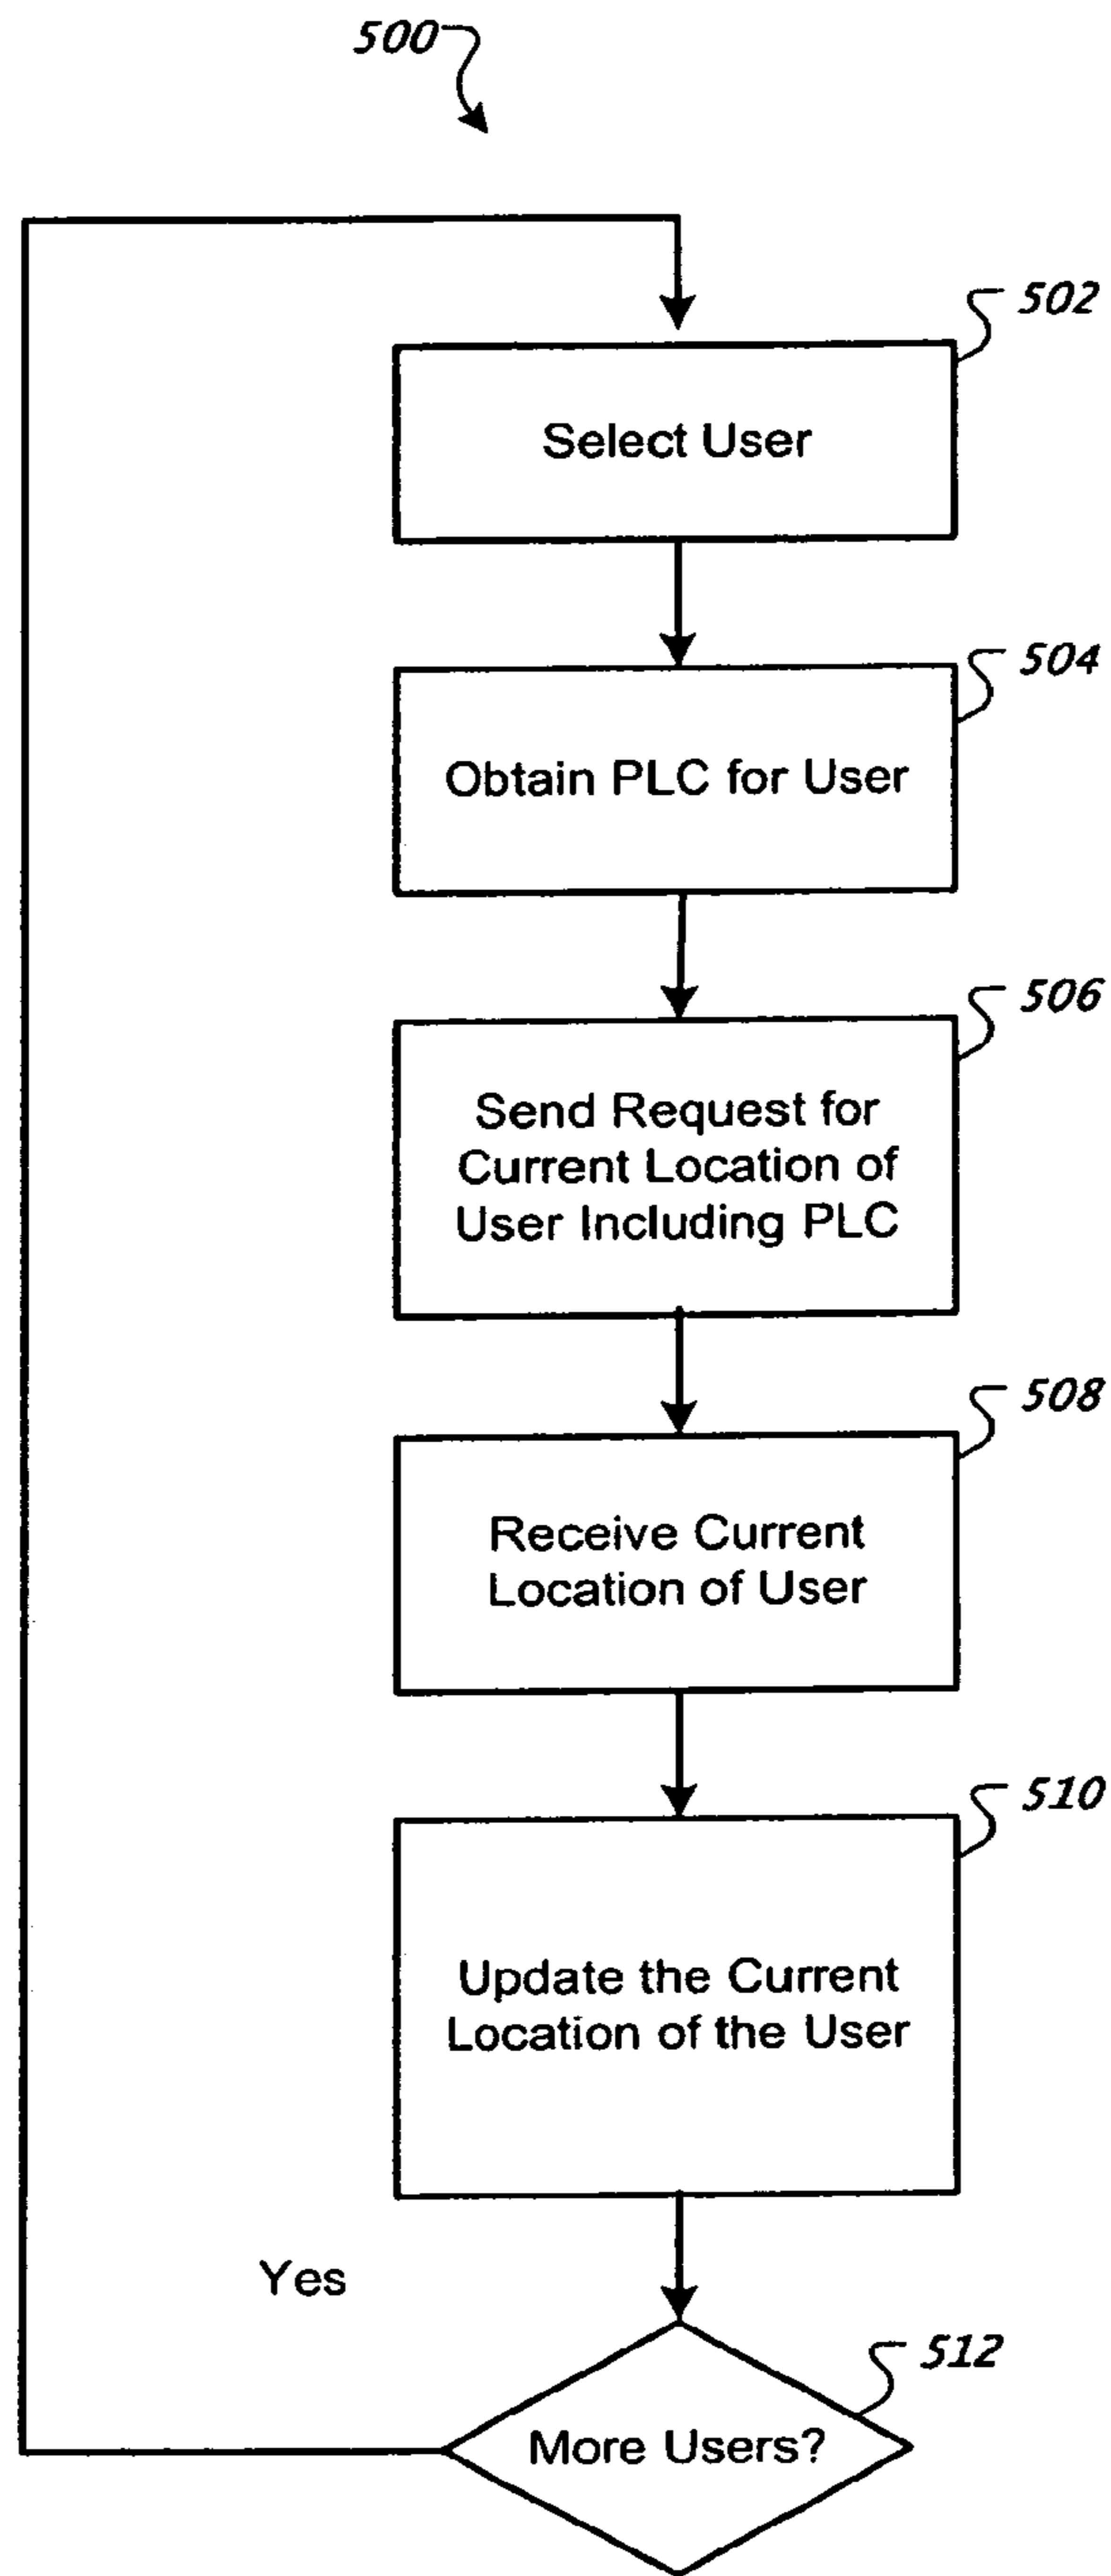 500
502
Select User
504
Obtain PLC for User
506
Send Request for
Current Location of
User Including PLC
508
Receive Current
Location of User
510
Update the Current
Location of the User
Yes
512
More Users?